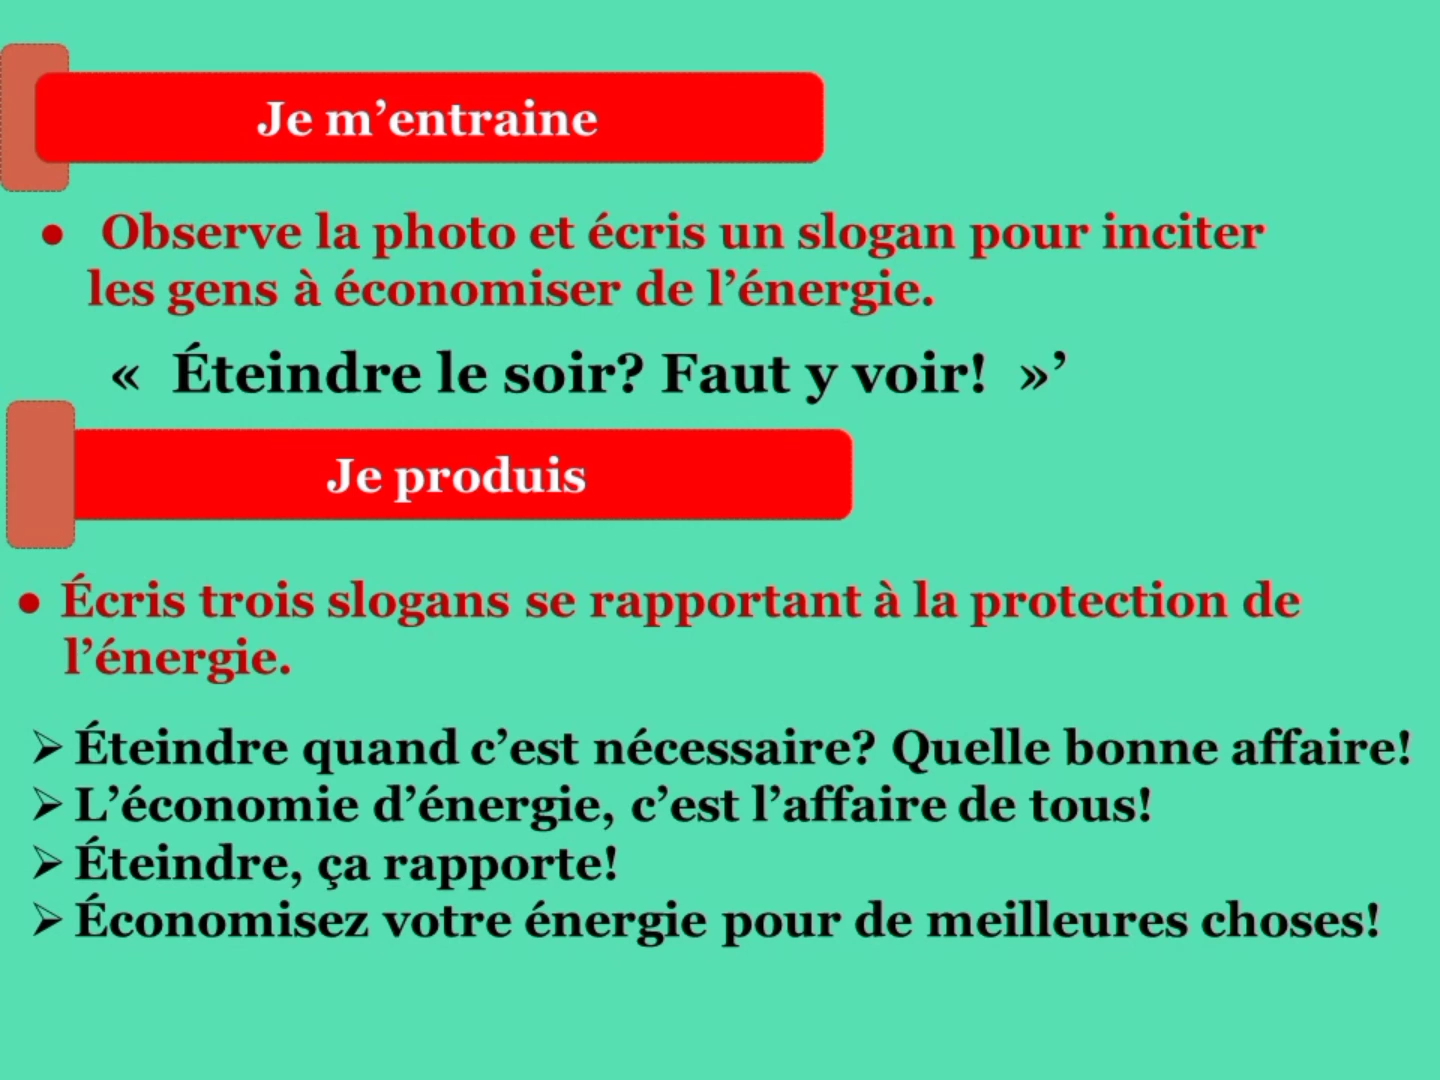 Je m’entraine
● Observe la photo et écris un slogan pour inciter
les gens à économiser de l’énergie.
« Éteindre le soir? Faut y voir! »’
Je produis
● Écris trois slogans se rapportant à la protection de
l’énergie.
➢ Éteindre quand c’est nécessaire? Quelle bonne affaire!
➢ L’économie d’énergie, c’est l’affaire de tous!
➢ Éteindre, ça rapporte!
➢ Économisez votre énergie pour de meilleures choses!